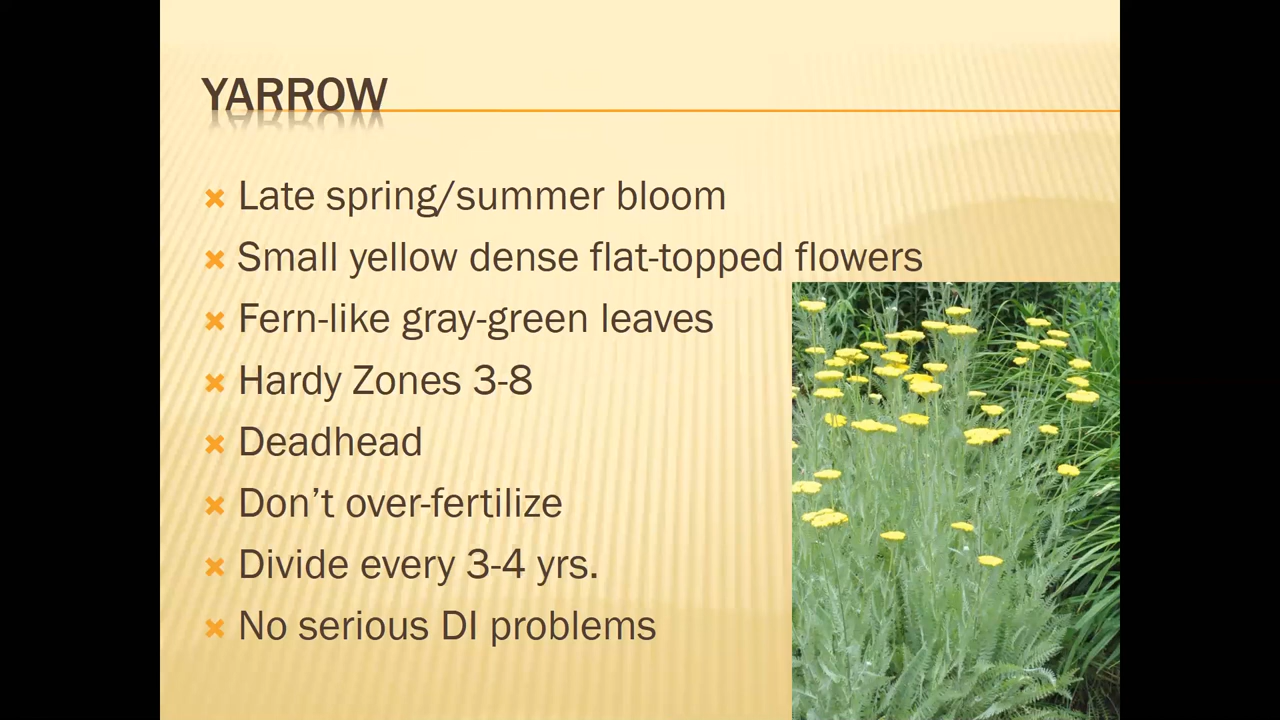 YARROW
Late spring/summer bloom
Small yellow dense flat-topped flowers
Fern-like gray-green leaves
Hardy Zones 3-8
Deadhead
Don’t over-fertilize
Divide every 3-4 yrs.
No serious DI problems